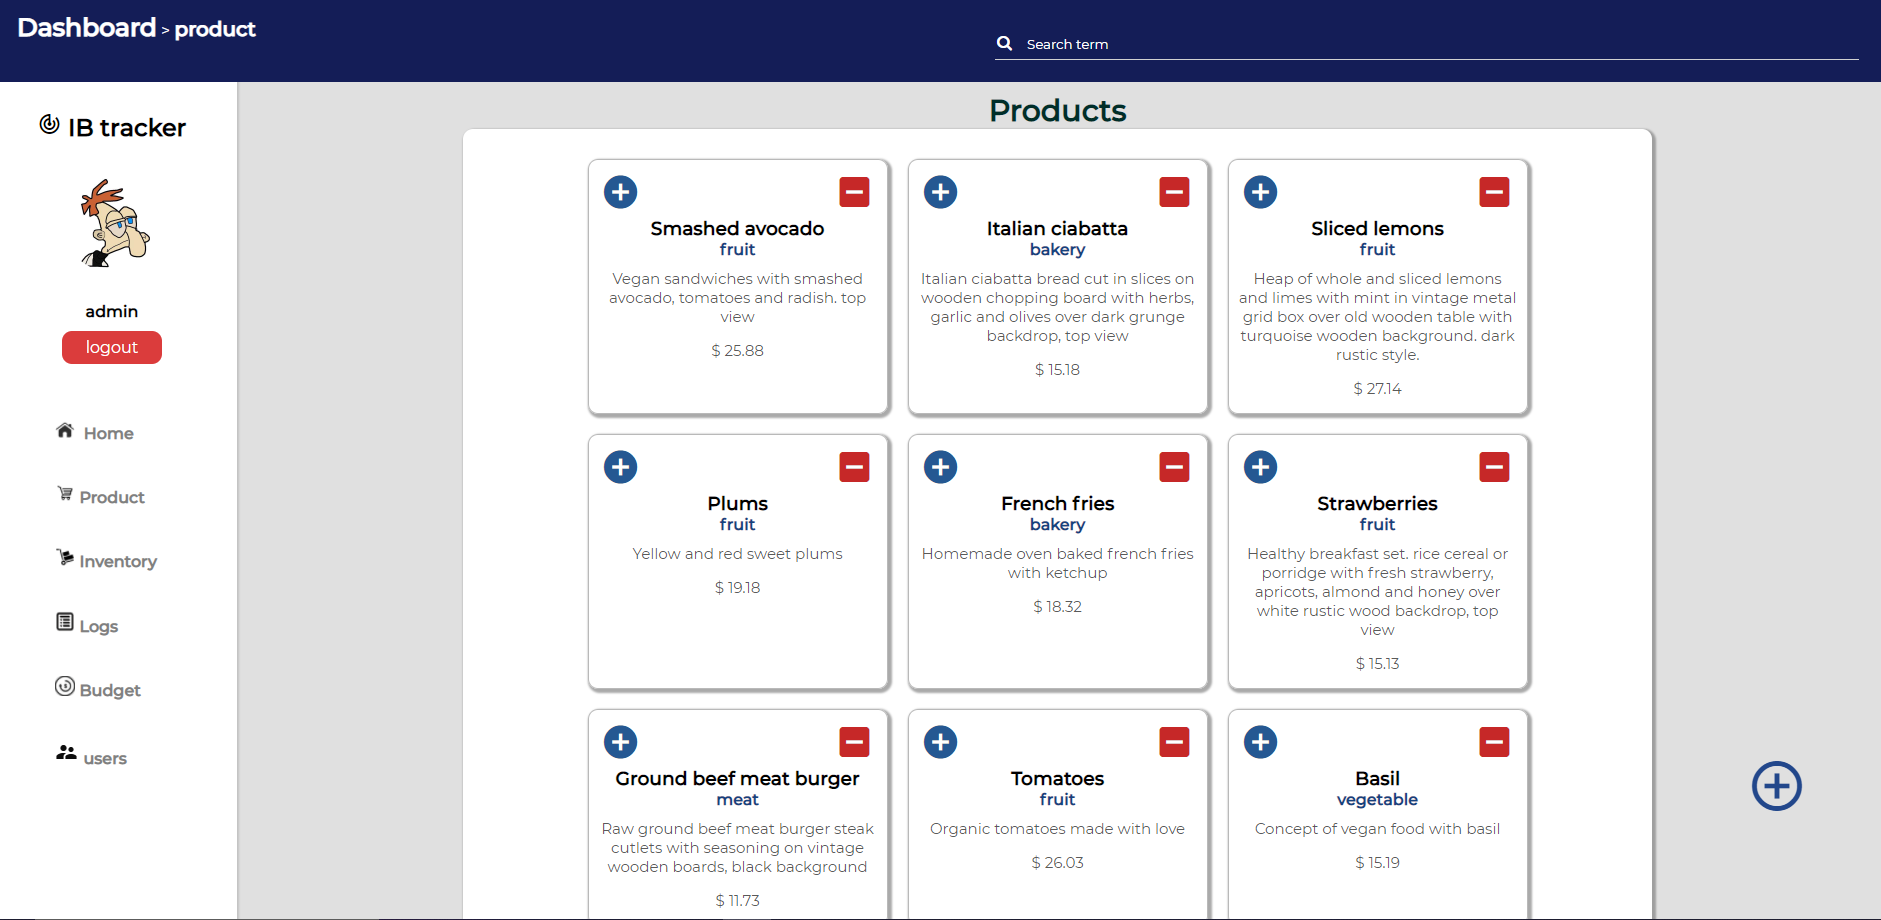 Dashboard > product
Search term
IB tracker
admin
logout
Home
Product
Inventory
Logs
Budget
users
Products
Smashed avocado
fruit
Vegan sandwiches with smashed
avocado, tomatoes and radish. top
view
$ 25.88
Italian ciabatta
bakery
Italian ciabatta bread cut in slices on
wooden chopping board with herbs,
garlic and olives over dark grunge
backdrop, top view
$ 15.18
Sliced lemons
fruit
Heap of whole and sliced lemons
and limes with mint in vintage metal
grid box over old wooden table with
turquoise wooden background. dark
rustic style.
$ 27.14
Plums
fruit
Yellow and red sweet plums
$ 19.18
French fries
bakery
Homemade oven baked french fries
with ketchup
$ 18.32
Strawberries
fruit
Healthy breakfast set. rice cereal or
porridge with fresh strawberry,
apricots, almond and honey over
white rustic wood backdrop, top
view
$ 15.13
Ground beef meat burger
meat
Raw ground beef meat burger steak
cutlets with seasoning on vintage
wooden boards, black background
$ 11.73
Tomatoes
fruit
Organic tomatoes made with love
$ 26.03
Basil
vegetable
Concept of vegan food with basil
$ 15.19